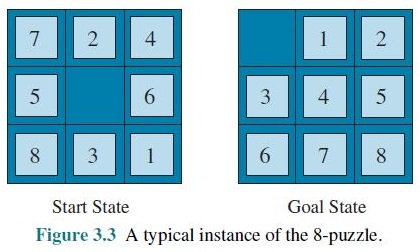 7 2 4
5 6
8 3 1
Start State
1 2
3 4 5
6 7 8
Goal State
Figure 3.3 A typical instance of the 8-puzzle.